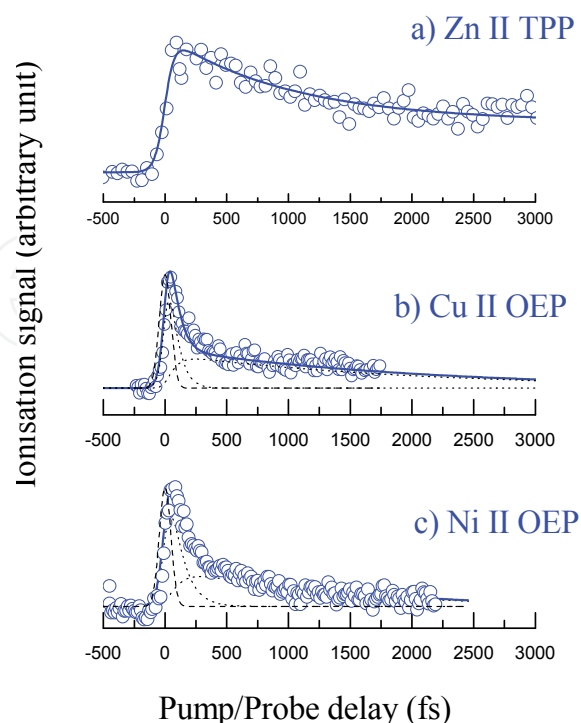 Ionisation signal (arbitrary unit)
a) Zn II TPP
-500 0 500 1000 1500 2000 2500 3000
b) Cu II OEP
-500 0 500 1000 1500 2000 2500 3000
c) Ni II OEP
-500 0 500 1000 1500 2000 2500 3000
Pump/Probe delay (fs)